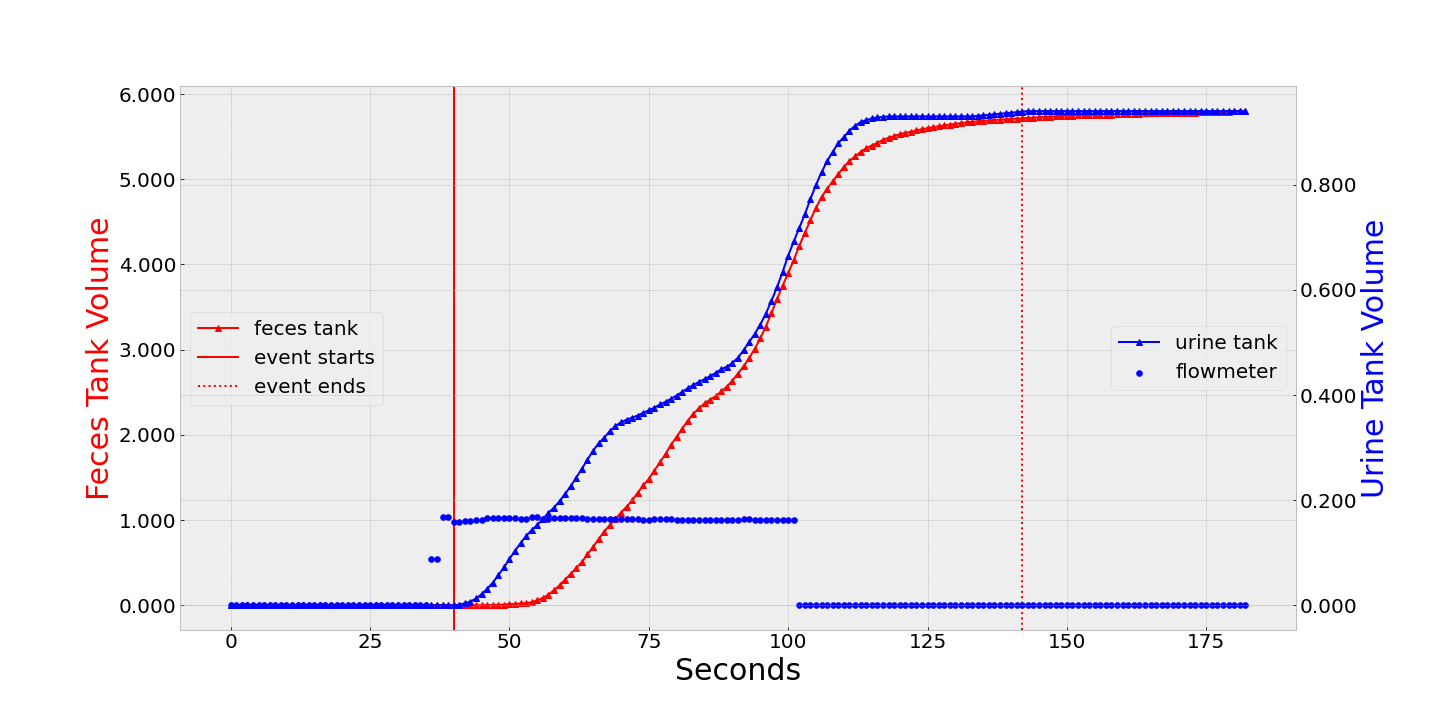 6.000
5.000
4.000
3.000
2.000
1.000
0.000
Feces Tank Volume
feces tank
event starts
event ends
urine tank
flowmeter
0.800
0.600
0.400
0.200
0.000
Urine Tank Volume
0 25 50 75 100 125 150 175
Seconds